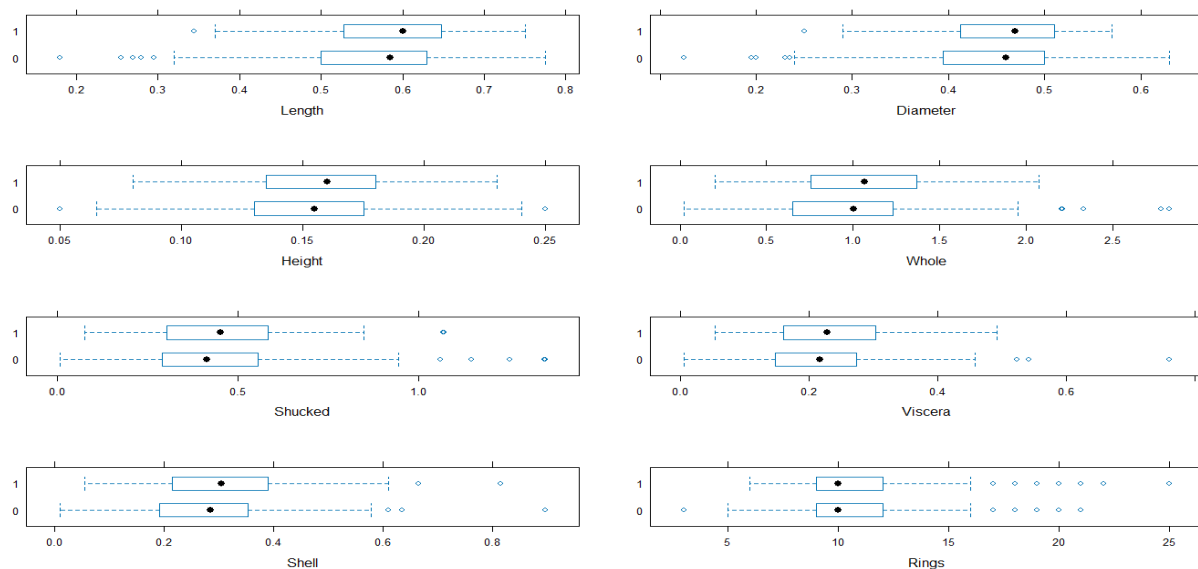 1
0
0.2 0.3 0.4 0.5 0.6 0.7 0.8
Length
1
0
0.2 0.3 0.4 0.5 0.6
Diameter
1
0
0.05 0.10 0.15 0.20 0.25
Height
1
0
0.0 0.5 1.0 1.5 2.0 2.5
Whole
1
0
0.0 0.5 1.0
Shucked
1
0
0.0 0.2 0.4 0.6
Viscera
1
0
0.0 0.2 0.4 0.6 0.8
Shell
1
0
5 10 15 20 25
Rings